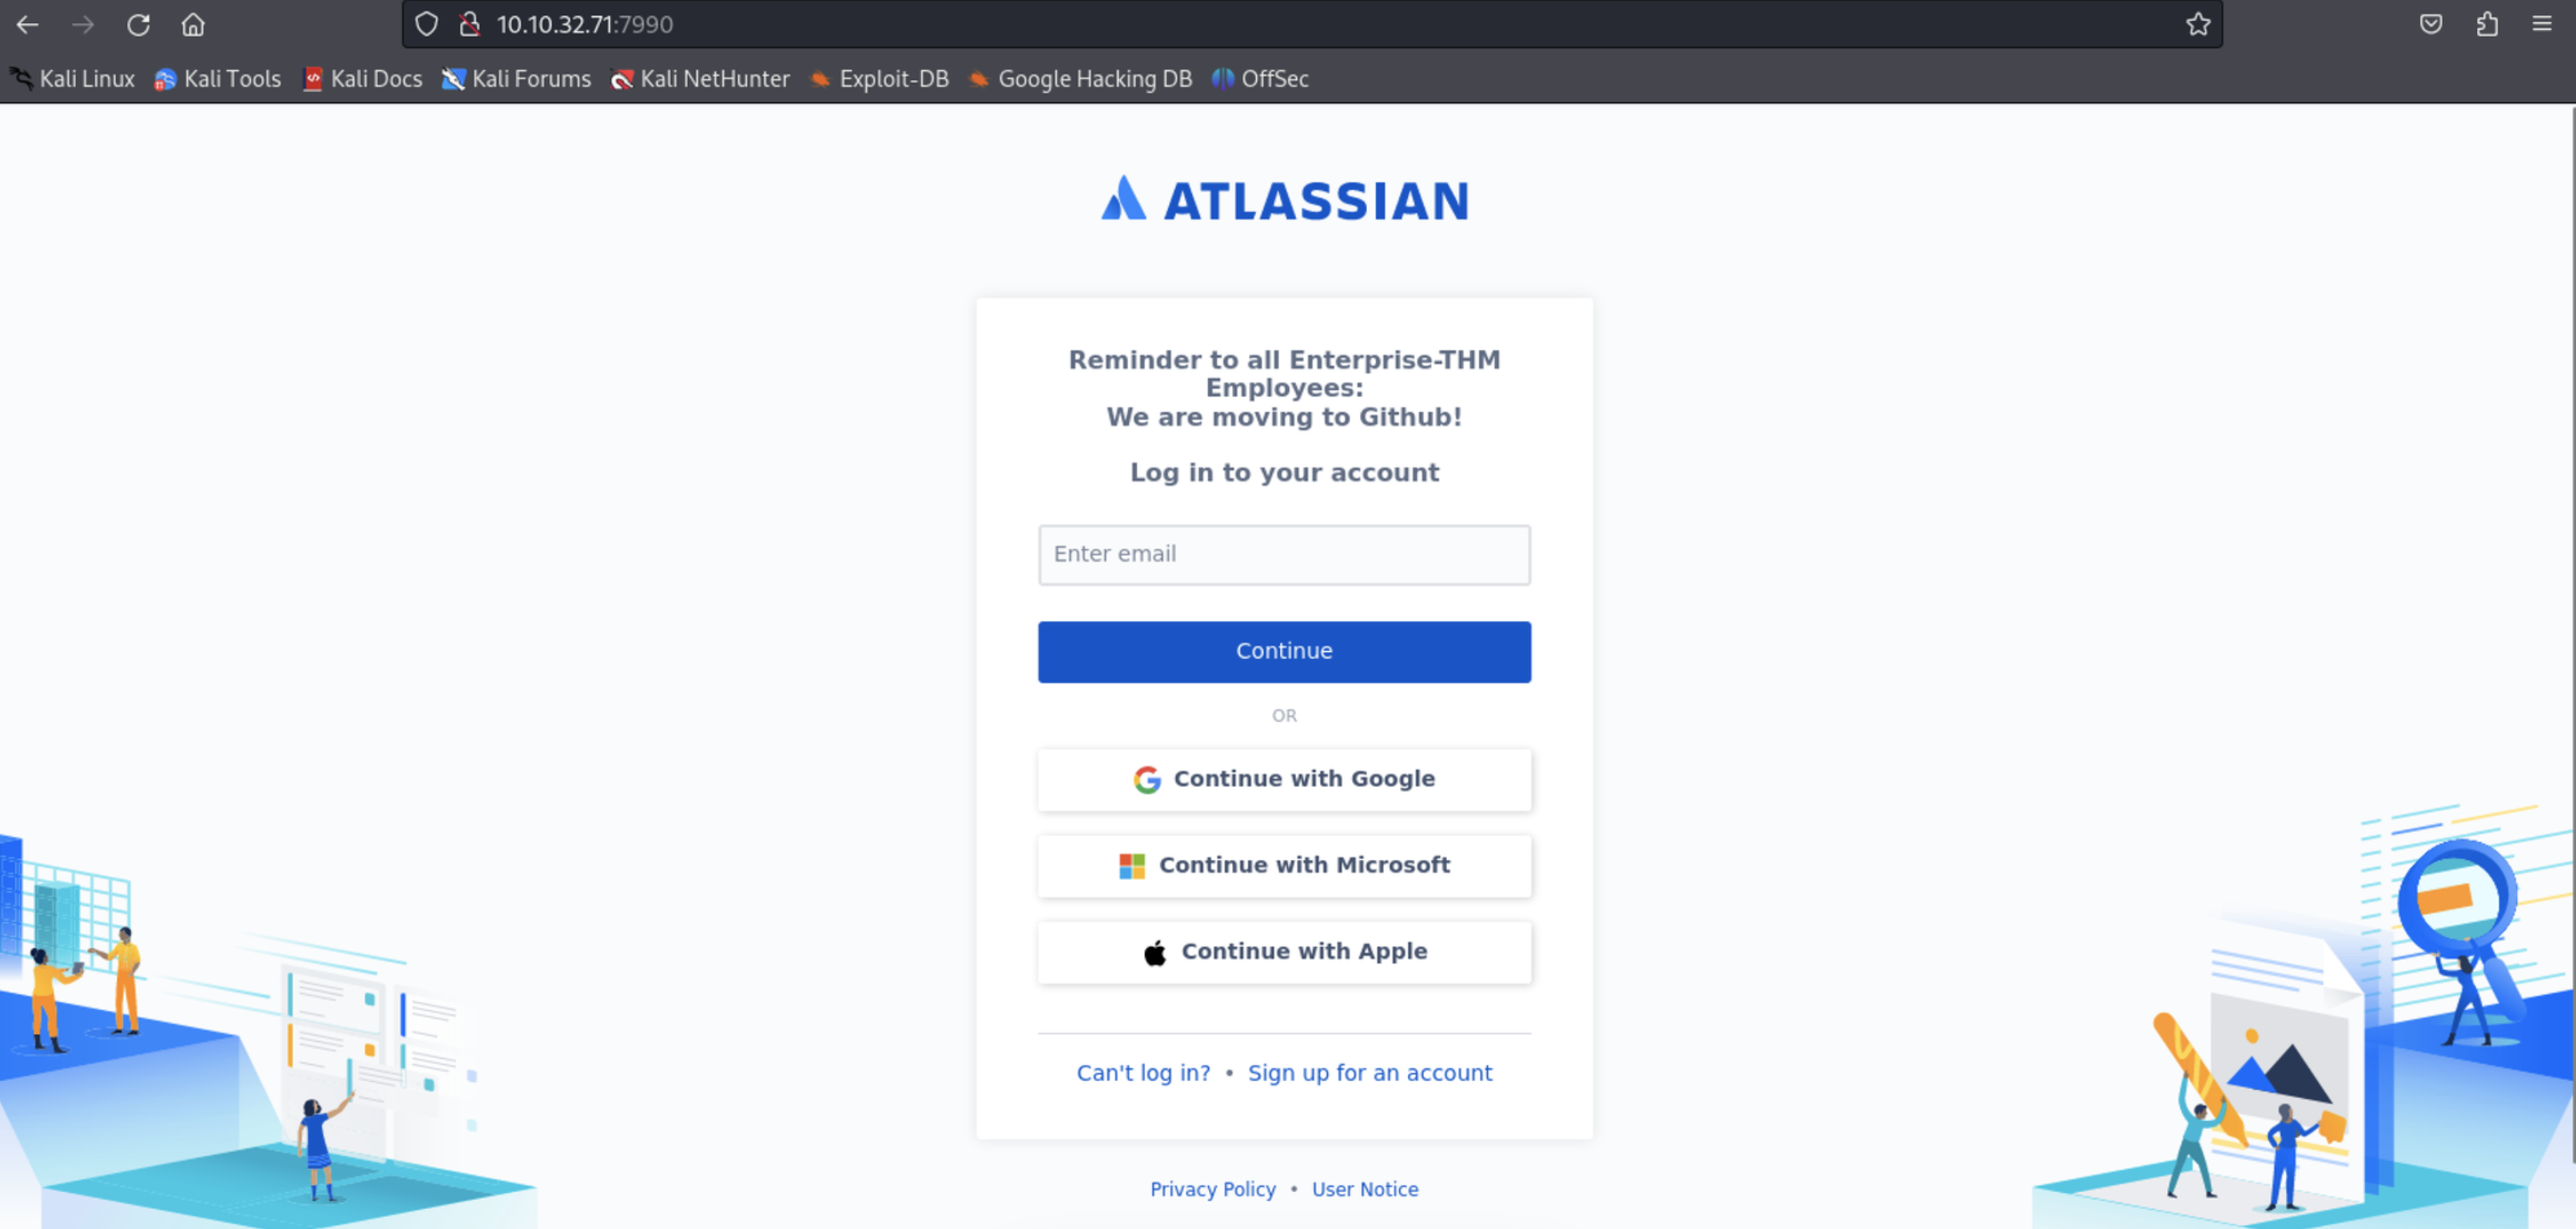 10.10.32.71:7990
Kali Linux Kali Tools Kali Docs Kali Forums Kali NetHunter Exploit-DB Google Hacking DB OffSec
ATLASSIAN
Reminder to all Enterprise-THM
Employees:
We are moving to Github!
Log in to your account
Enter email
Continue
OR
Continue with Google
Continue with Microsoft
Continue with Apple
Can't log in? • Sign up for an account
Privacy Policy • User Notice